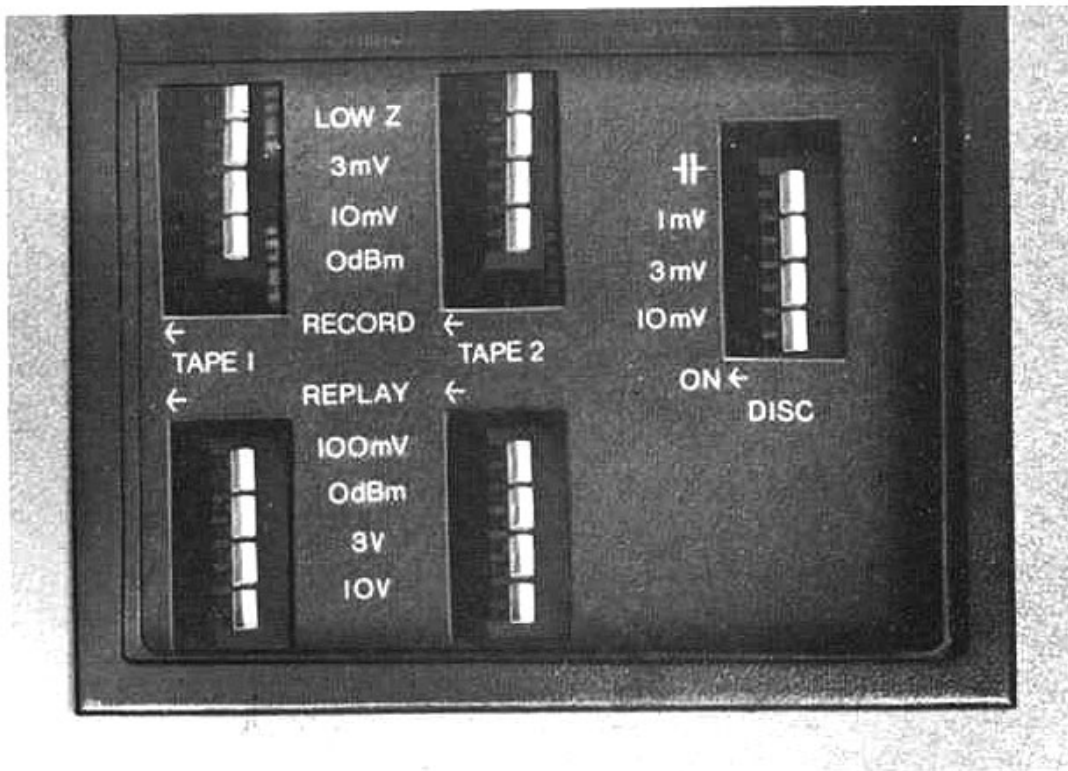 LOW Z
3mV
10mV
0dBm
← RECORD ←
TAPE 1
TAPE 2
← REPLAY ←
100mV
0dBm
3V
10V
1mV
3mV
10mV
ON ←
DISC